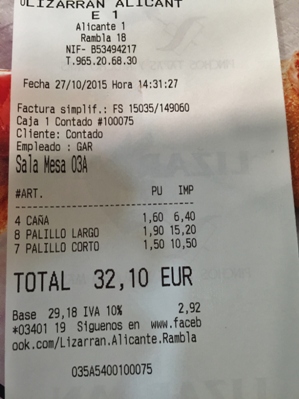 OLIZARRAN ALICANT
E 1
Alicante 1
Rambla 18
NIF- B53494217
T.965.20.68.30
Fecha 27/10/2015 Hora 14:31:27
Factura simplif.: FS 15035/149060
Caja 1 Contado #100075
Cliente: Contado
Empleado : GAR
Sala Mesa 03A
#ART. PU IMP
4 CAÑA 1,60 6,40
8 PALILLO LARGO 1,90 15,20
7 PALILLO CORTO 1,50 10,50
TOTAL 32,10 EUR
Base 29,18 IVA 10% 2,92
*03401 19 Siguenos en www.faceb
ook.com/Lizarran.Alicante.Rambla
035A5400100075